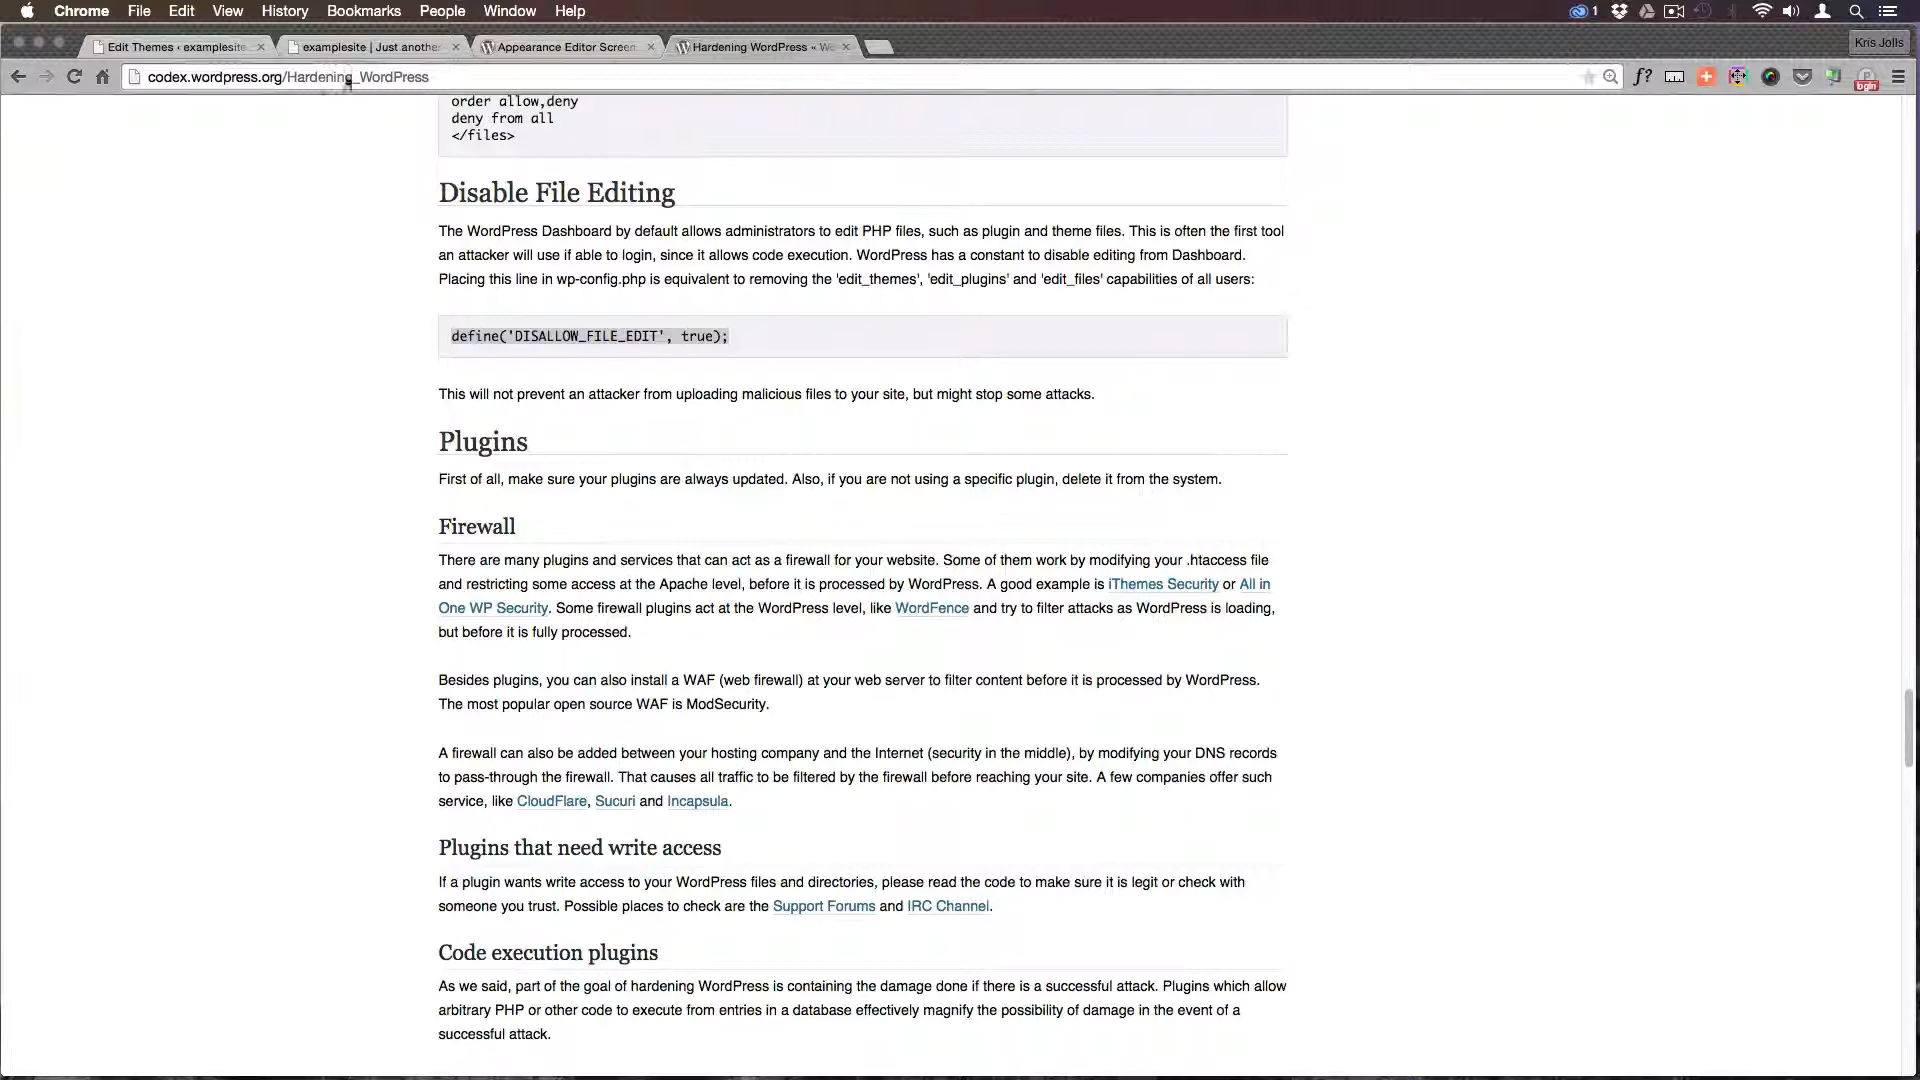 Chrome File Edit View History Bookmarks People Window Help 1
Edit Themes ‹ examplesite
examplesite | Just another
Appearance Editor Screen
Hardening WordPress « W
Kris Jolls
codex.wordpress.org/Hardening_WordPress
f?
bgin
order allow,deny
deny from all
</files>
Disable File Editing
The WordPress Dashboard by default allows administrators to edit PHP files, such as plugin and theme files. This is often the first tool
an attacker will use if able to login, since it allows code execution. WordPress has a constant to disable editing from Dashboard.
Placing this line in wp-config.php is equivalent to removing the 'edit_themes', 'edit_plugins' and 'edit_files' capabilities of all users:
define('DISALLOW_FILE_EDIT', true);
This will not prevent an attacker from uploading malicious files to your site, but might stop some attacks.
Plugins
First of all, make sure your plugins are always updated. Also, if you are not using a specific plugin, delete it from the system.
Firewall
There are many plugins and services that can act as a firewall for your website. Some of them work by modifying your .htaccess file
and restricting some access at the Apache level, before it is processed by WordPress. A good example is iThemes Security or All in
One WP Security. Some firewall plugins act at the WordPress level, like WordFence and try to filter attacks as WordPress is loading,
but before it is fully processed.
Besides plugins, you can also install a WAF (web firewall) at your web server to filter content before it is processed by WordPress.
The most popular open source WAF is ModSecurity.
A firewall can also be added between your hosting company and the Internet (security in the middle), by modifying your DNS records
to pass-through the firewall. That causes all traffic to be filtered by the firewall before reaching your site. A few companies offer such
service, like CloudFlare, Sucuri and Incapsula.
Plugins that need write access
If a plugin wants write access to your WordPress files and directories, please read the code to make sure it is legit or check with
someone you trust. Possible places to check are the Support Forums and IRC Channel.
Code execution plugins
As we said, part of the goal of hardening WordPress is containing the damage done if there is a successful attack. Plugins which allow
arbitrary PHP or other code to execute from entries in a database effectively magnify the possibility of damage in the event of a
successful attack.